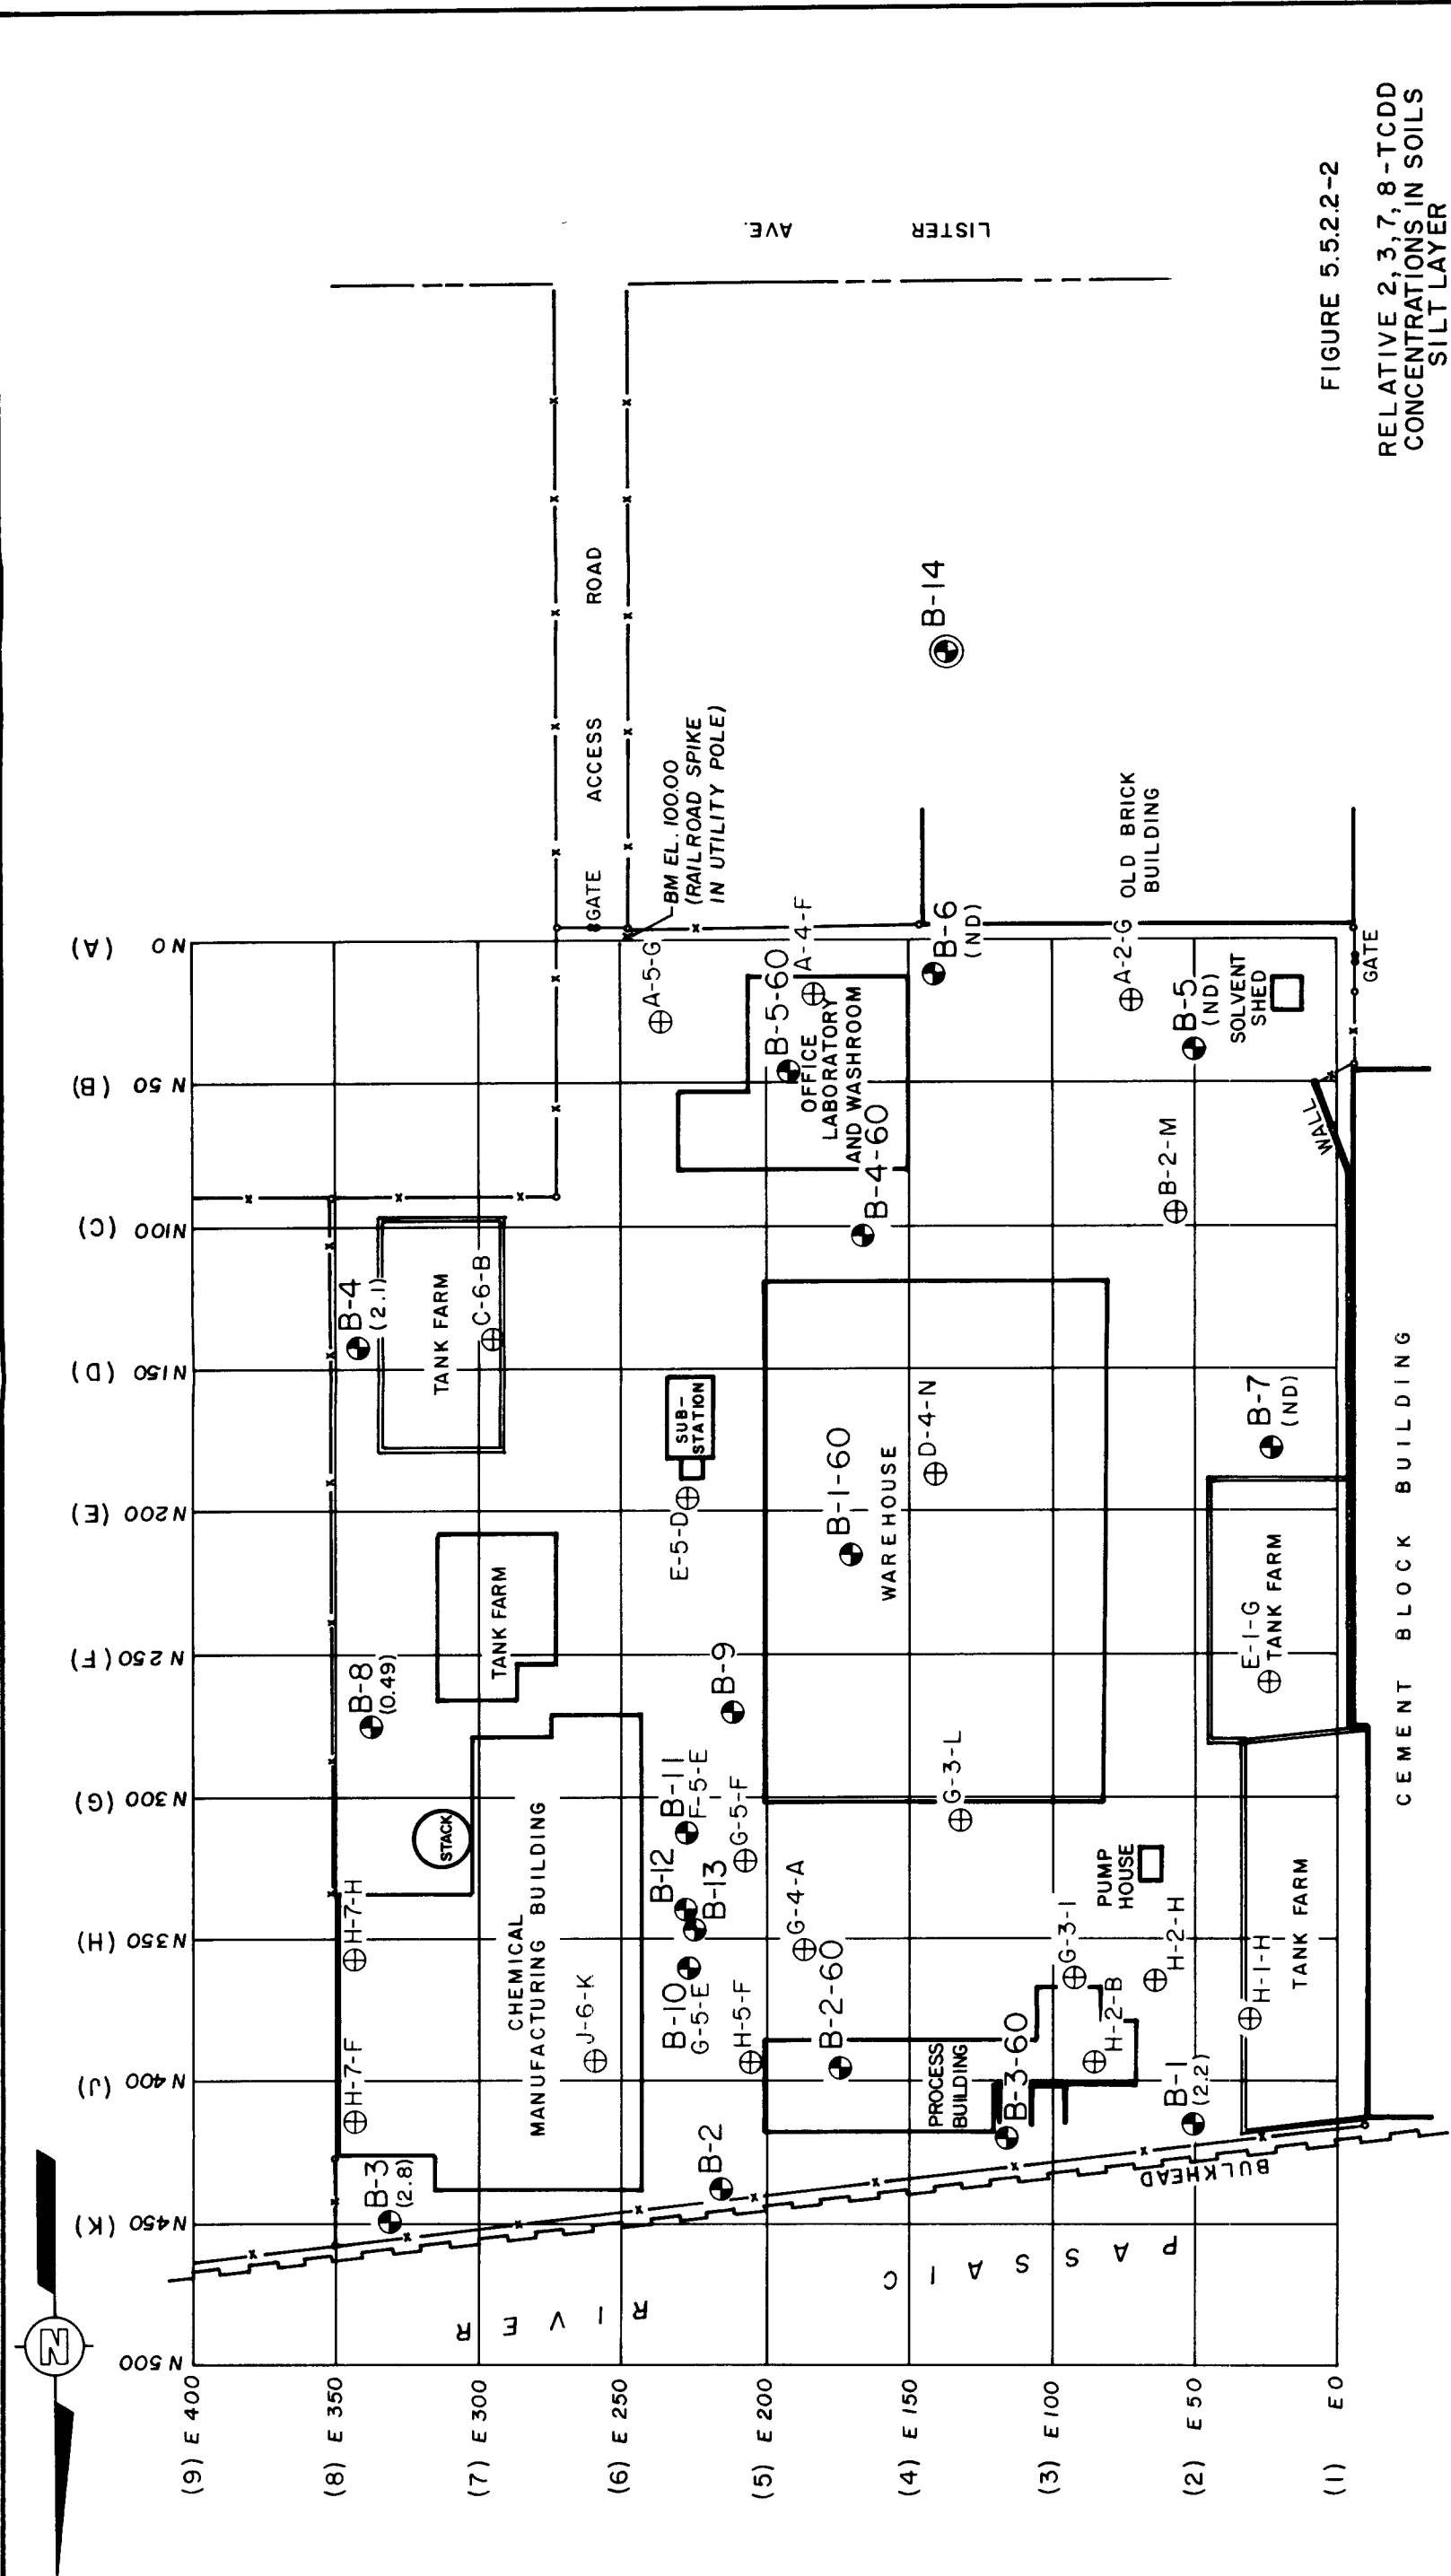 N
(A)
(B)
(C)
(D)
(E)
(F)
(G)
(H)
(J)
(K)
N 0
N 50
N100
N150
N 200
N 250
N 300
N 350
N 400
N 450
N 500
(9) E 400
(8) E 350
(7) E 300
(6) E 250
(5) E 200
(4) E 150
(3) E 100
(2) E 50
(1) E 0
LISTER AVE.
ACCESS ROAD
GATE
BM EL. 100.00
(RAILROAD SPIKE
IN UTILITY POLE)
B-14
OLD BRICK
BUILDING
A-5-G
A-4-F
B-5-60
OFFICE
LABORATORY
AND WASHROOM
B-4-60
B-6
(ND)
A-2-G
B-5
(ND)
SOLVENT
SHED
GATE
WALL
B-2-M
B-4
(2.1)
TANK FARM
C-6-B
SUB-
STATION
E-5-D
B-1-60
WAREHOUSE
D-4-N
B-7
(ND)
TANK FARM
E-1-G
TANK FARM
B-8
(0.49)
B-9
STACK
B-11
F-5-E
G-5-F
B-12
B-13
B-10
G-5-E
H-5-F
G-4-A
G-3-L
PUMP
HOUSE
G-3-I
H-2-H
H-2-B
H-1-H
TANK FARM
H-7-H
H-7-F
CHEMICAL
MANUFACTURING BUILDING
J-6-K
B-2-60
PROCESS
BUILDING
B-3-60
B-1
(2.2)
B-2
B-3
(2.8)
BULKHEAD
PASSAIC RIVER
CEMENT BLOCK BUILDING
FIGURE 5.5.2.2-2
RELATIVE 2,3,7,8-TCDD
CONCENTRATIONS IN SOILS
SILT LAYER